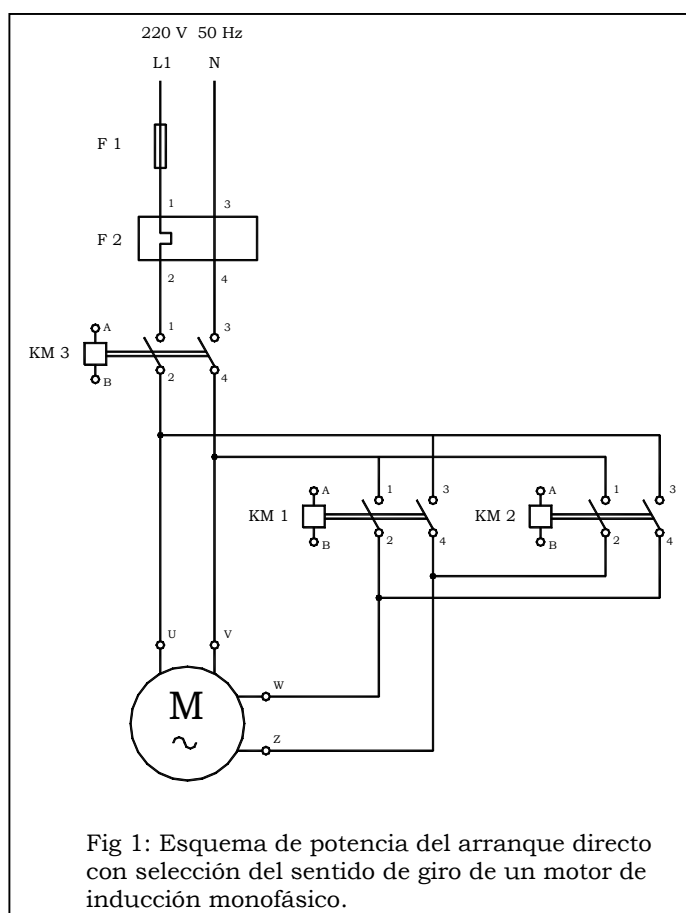 220 V 50 Hz
L1 N
F 1
1 3
F 2
2 4
A 1 3
KM 3
B 2 4
A 1 3 A 1 3
KM 1 KM 2
B 2 4 B 2 4
U V
W
M
Z
Fig 1: Esquema de potencia del arranque directo
con selección del sentido de giro de un motor de
inducción monofásico.